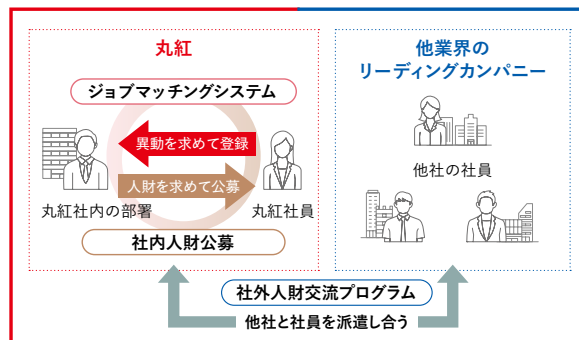 丸紅
ジョブマッチングシステム
異動を求めて登録
人財を求めて公募
丸紅社内の部署
丸紅社員
社内人財公募
他業界の
リーディングカンパニー
他社の社員
社外人財交流プログラム
他社と社員を派遣し合う